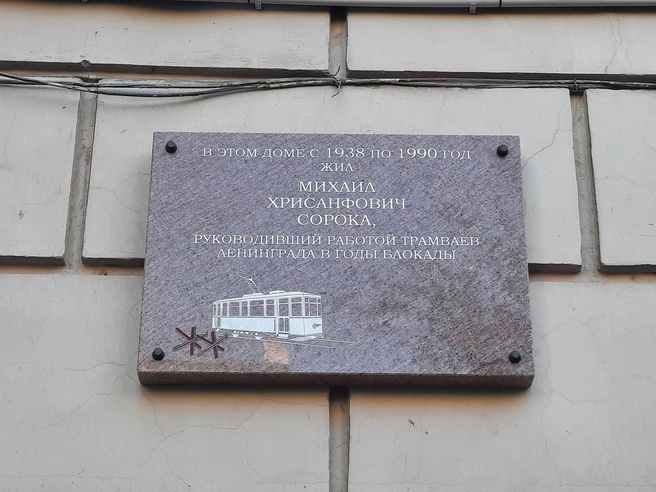 В ЭТОМ ДОМЕ С 1938 ПО 1990 ГОД
ЖИЛ
МИХАИЛ
ХРИСАНФОВИЧ
СОРОКА,
РУКОВОДИВШИЙ РАБОТОЙ ТРАМВАЕВ
ЛЕНИНГРАДА В ГОДЫ БЛОКАДЫ